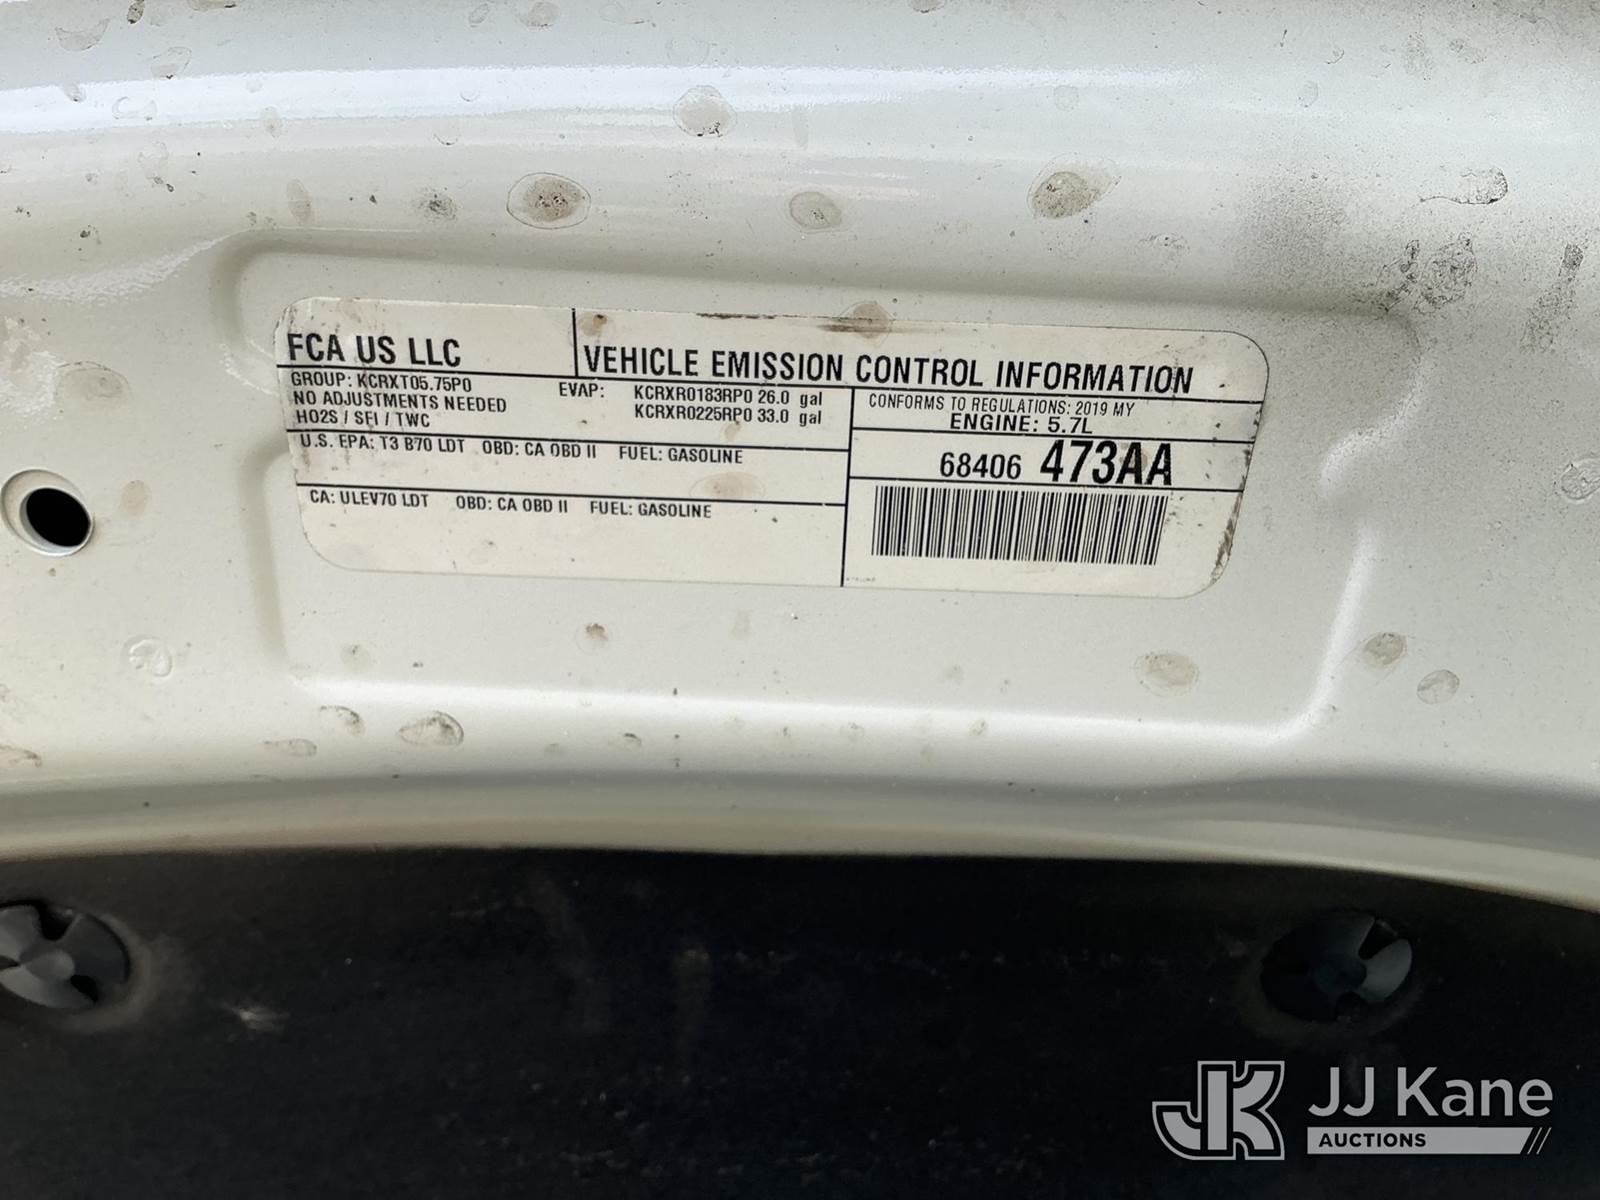 FCA US LLC
VEHICLE EMISSION CONTROL INFORMATION
GROUP: KCRXT05.75P0
NO ADJUSTMENTS NEEDED
HO2S / SFI / TWC
EVAP: KCRXR0183RP0 26.0 gal
KCRXR0225RP0 33.0 gal
CONFORMS TO REGULATIONS: 2019 MY
ENGINE: 5.7L
U.S. EPA: T3 B70 LDT OBD: CA OBD II FUEL: GASOLINE
68406 473AA
CA: ULEV70 LDT OBD: CA OBD II FUEL: GASOLINE
JK JJ Kane
AUCTIONS